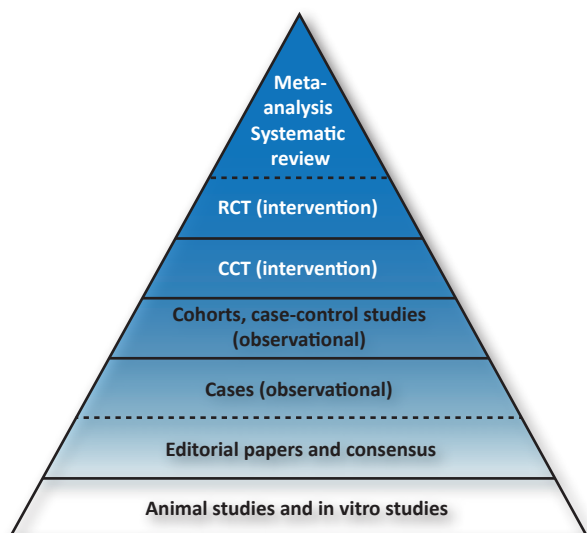 Meta-
analysis
Systematic
review
RCT (intervention)
CCT (intervention)
Cohorts, case-control studies
(observational)
Cases (observational)
Editorial papers and consensus
Animal studies and in vitro studies